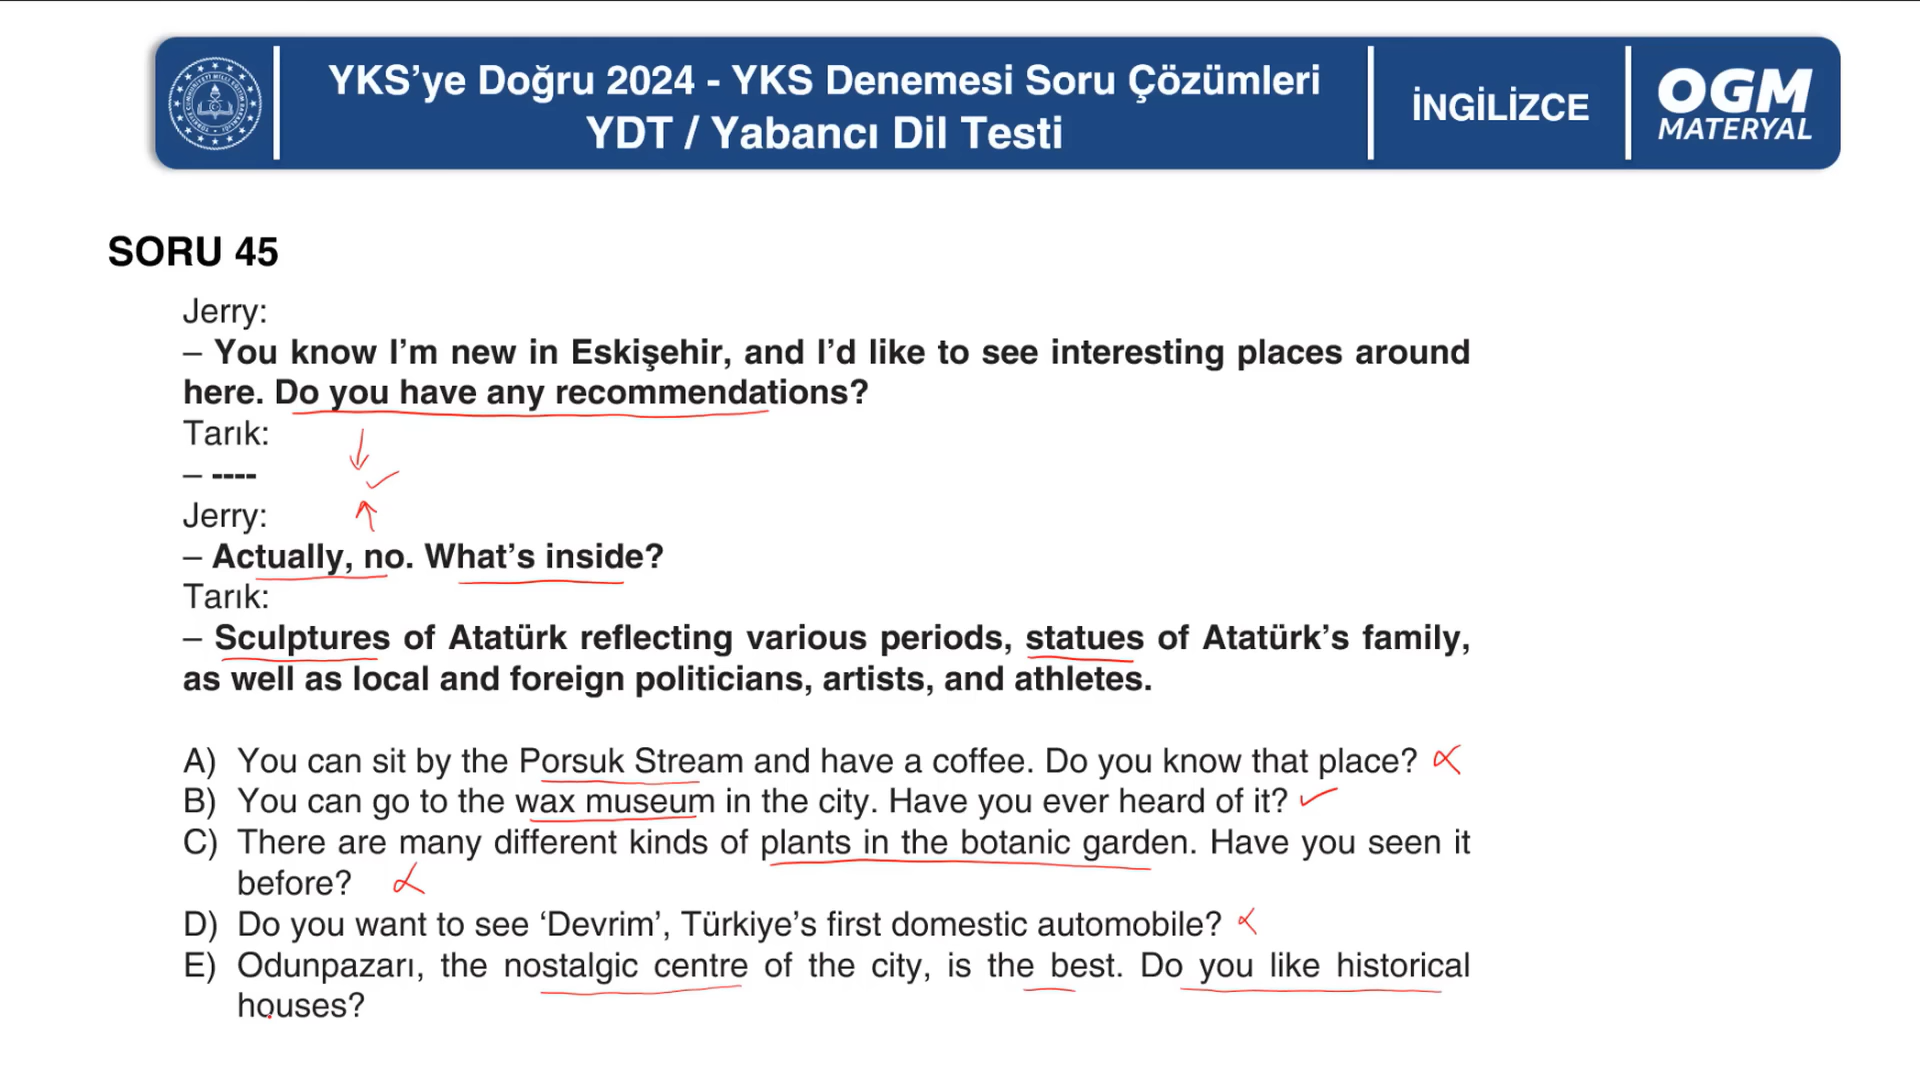 YKS'ye Doğru 2024 - YKS Denemesi Soru Çözümleri
YDT / Yabancı Dil Testi
İNGİLİZCE
OGM
MATERYAL
SORU 45
Jerry:
– You know I'm new in Eskişehir, and I'd like to see interesting places around
here. Do you have any recommendations?
Tarık:
– ----
Jerry:
– Actually, no. What's inside?
Tarık:
– Sculptures of Atatürk reflecting various periods, statues of Atatürk's family,
as well as local and foreign politicians, artists, and athletes.
A) You can sit by the Porsuk Stream and have a coffee. Do you know that place?
B) You can go to the wax museum in the city. Have you ever heard of it?
C) There are many different kinds of plants in the botanic garden. Have you seen it
before?
D) Do you want to see 'Devrim', Türkiye's first domestic automobile?
E) Odunpazarı, the nostalgic centre of the city, is the best. Do you like historical
houses?